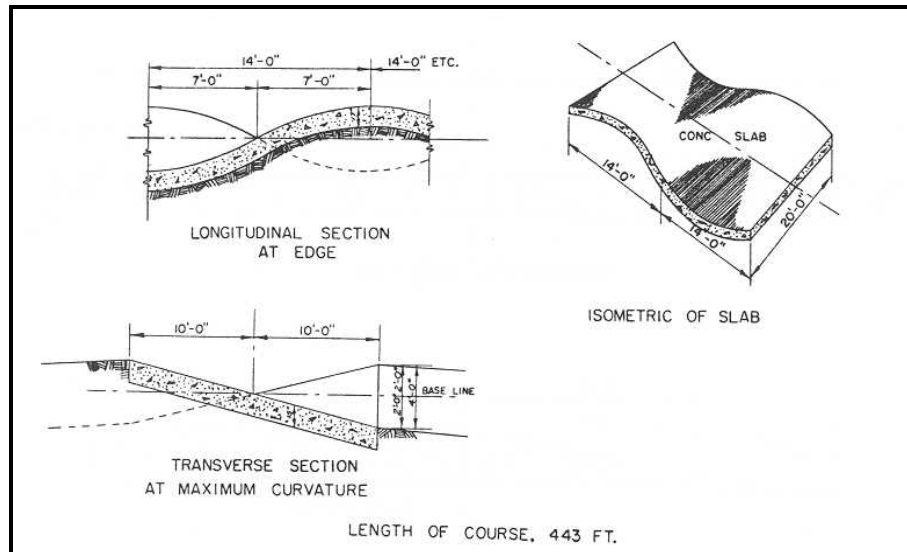 14'-0"
14'-0" ETC.
7'-0"
7'-0"
LONGITUDINAL SECTION
AT EDGE
CONC SLAB
14'-0"
14'-0"
20'-0"
ISOMETRIC OF SLAB
10'-0"
10'-0"
2'-0"
2'-0"
4'-0"
BASE LINE
TRANSVERSE SECTION
AT MAXIMUM CURVATURE
LENGTH OF COURSE, 443 FT.